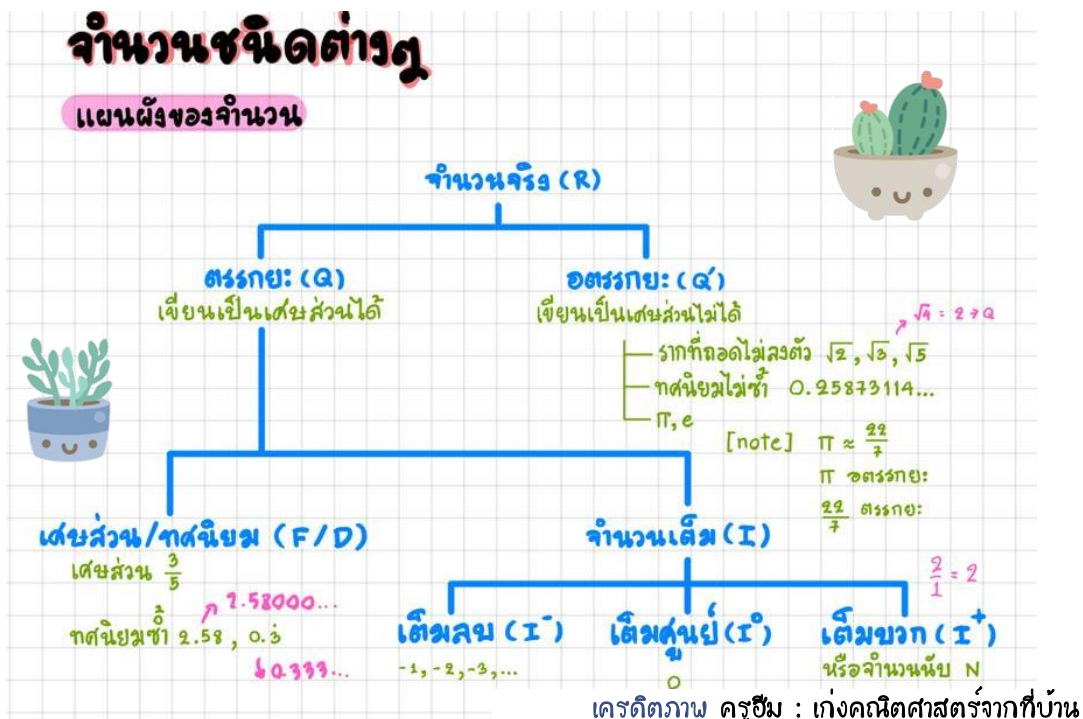 จำนวนชนิดต่างๆ
แผนผังของจำนวน
จำนวนจริง (R)
ตรรกยะ (Q)
เขียนเป็นเศษส่วนได้
อตรรกยะ (Q′)
เขียนเป็นเศษส่วนไม่ได้
√4 = 2 → Q
รากที่ถอดไม่ลงตัว √2, √3, √5
ทศนิยมไม่ซ้ำ 0.25873114...
π, e
[note] π ≈ 22/7
π อตรรกยะ
22/7 ตรรกยะ
เศษส่วน/ทศนิยม (F/D)
เศษส่วน 3/5
2.58000...
ทศนิยมซ้ำ 2.58 , 0.3̇
0.333...
จำนวนเต็ม (I)
2/1 = 2
เต็มลบ (I⁻)
-1, -2, -3, ...
เต็มศูนย์ (I⁰)
0
เต็มบวก (I⁺)
หรือจำนวนนับ N
เครดิตภาพ ครูฮีม : เก่งคณิตศาสตร์จากที่บ้าน